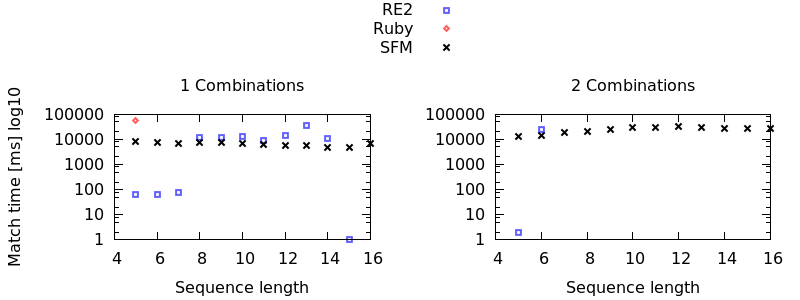 RE2
Ruby
SFM
1 Combinations
2 Combinations
Match time [ms] log10
100000
10000
1000
100
10
1
4 6 8 10 12 14 16
Sequence length
100000
10000
1000
100
10
1
4 6 8 10 12 14 16
Sequence length